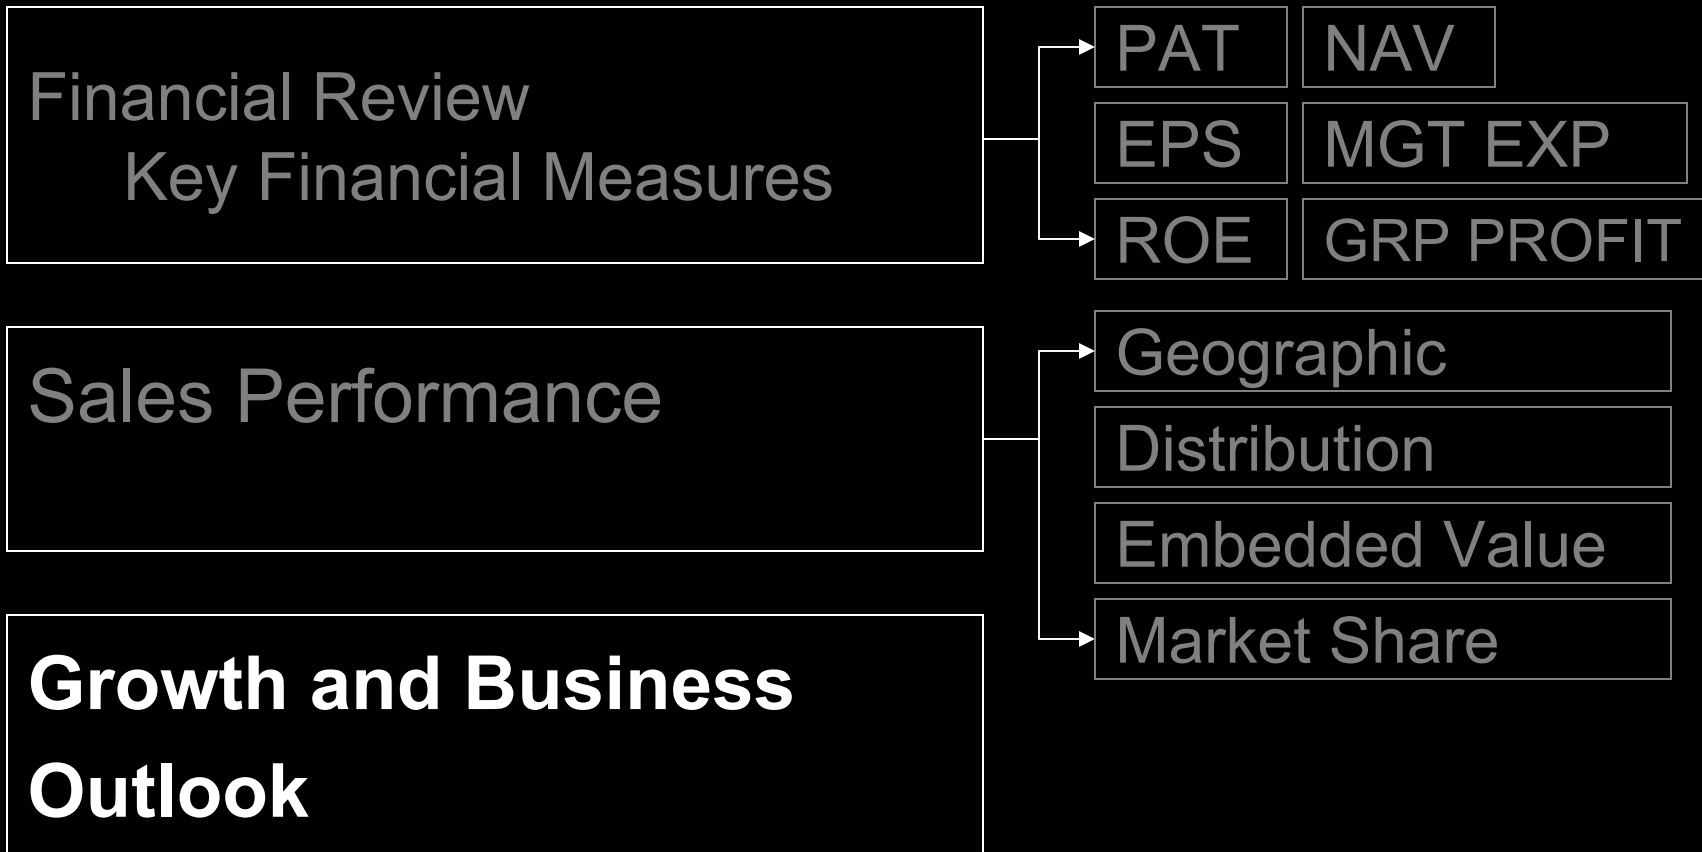 Financial Review
Key Financial Measures
PAT
NAV
EPS
MGT EXP
ROE
GRP PROFIT
Sales Performance
Geographic
Distribution
Embedded Value
Market Share
Growth and Business
Outlook